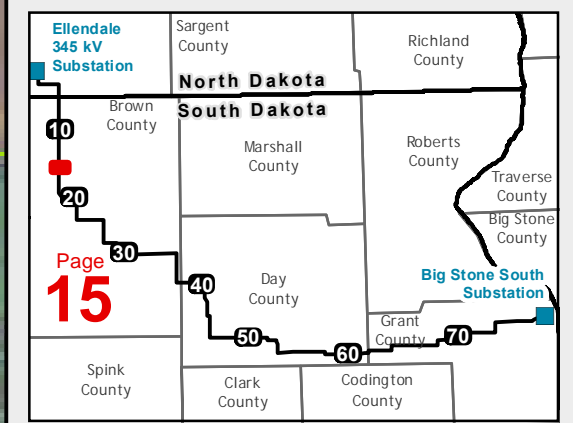 Ellendale
345 kV
Substation
Sargent
County
Richland
County
North Dakota
South Dakota
Brown
County
10
Marshall
County
Roberts
County
Traverse
County
20
Big Stone
County
30
Page
15
40
Day
County
Big Stone South
Substation
Grant
County
50
60
70
Spink
County
Clark
County
Codington
County